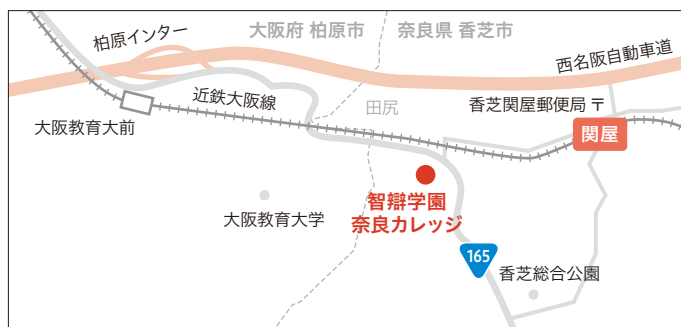 柏原インター
大阪府 柏原市
奈良県 香芝市
西名阪自動車道
近鉄大阪線
田尻
香芝関屋郵便局 〒
大阪教育大前
関屋
智辯学園
奈良カレッジ
大阪教育大学
165
香芝総合公園